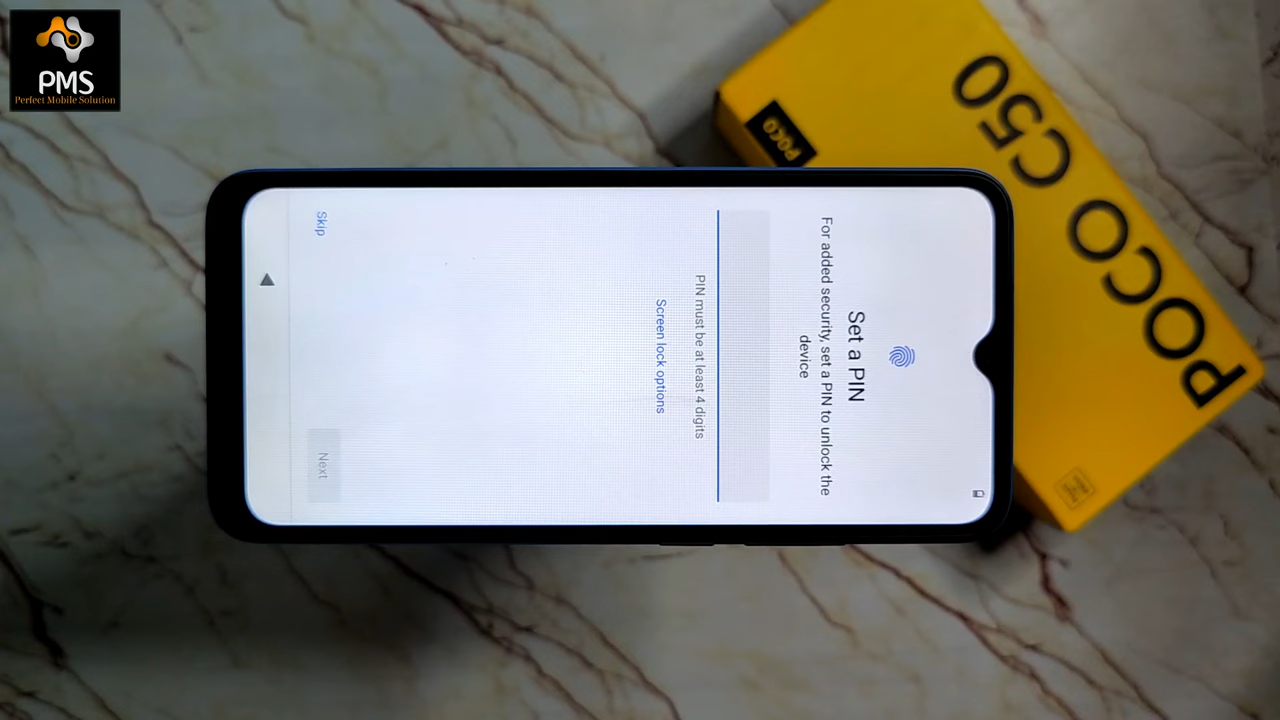 PMS
Perfect Mobile Solution
POCO C50
POCO
Set a PIN
For added security, set a PIN to unlock the
device
PIN must be at least 4 digits
Screen lock options
Skip
Next